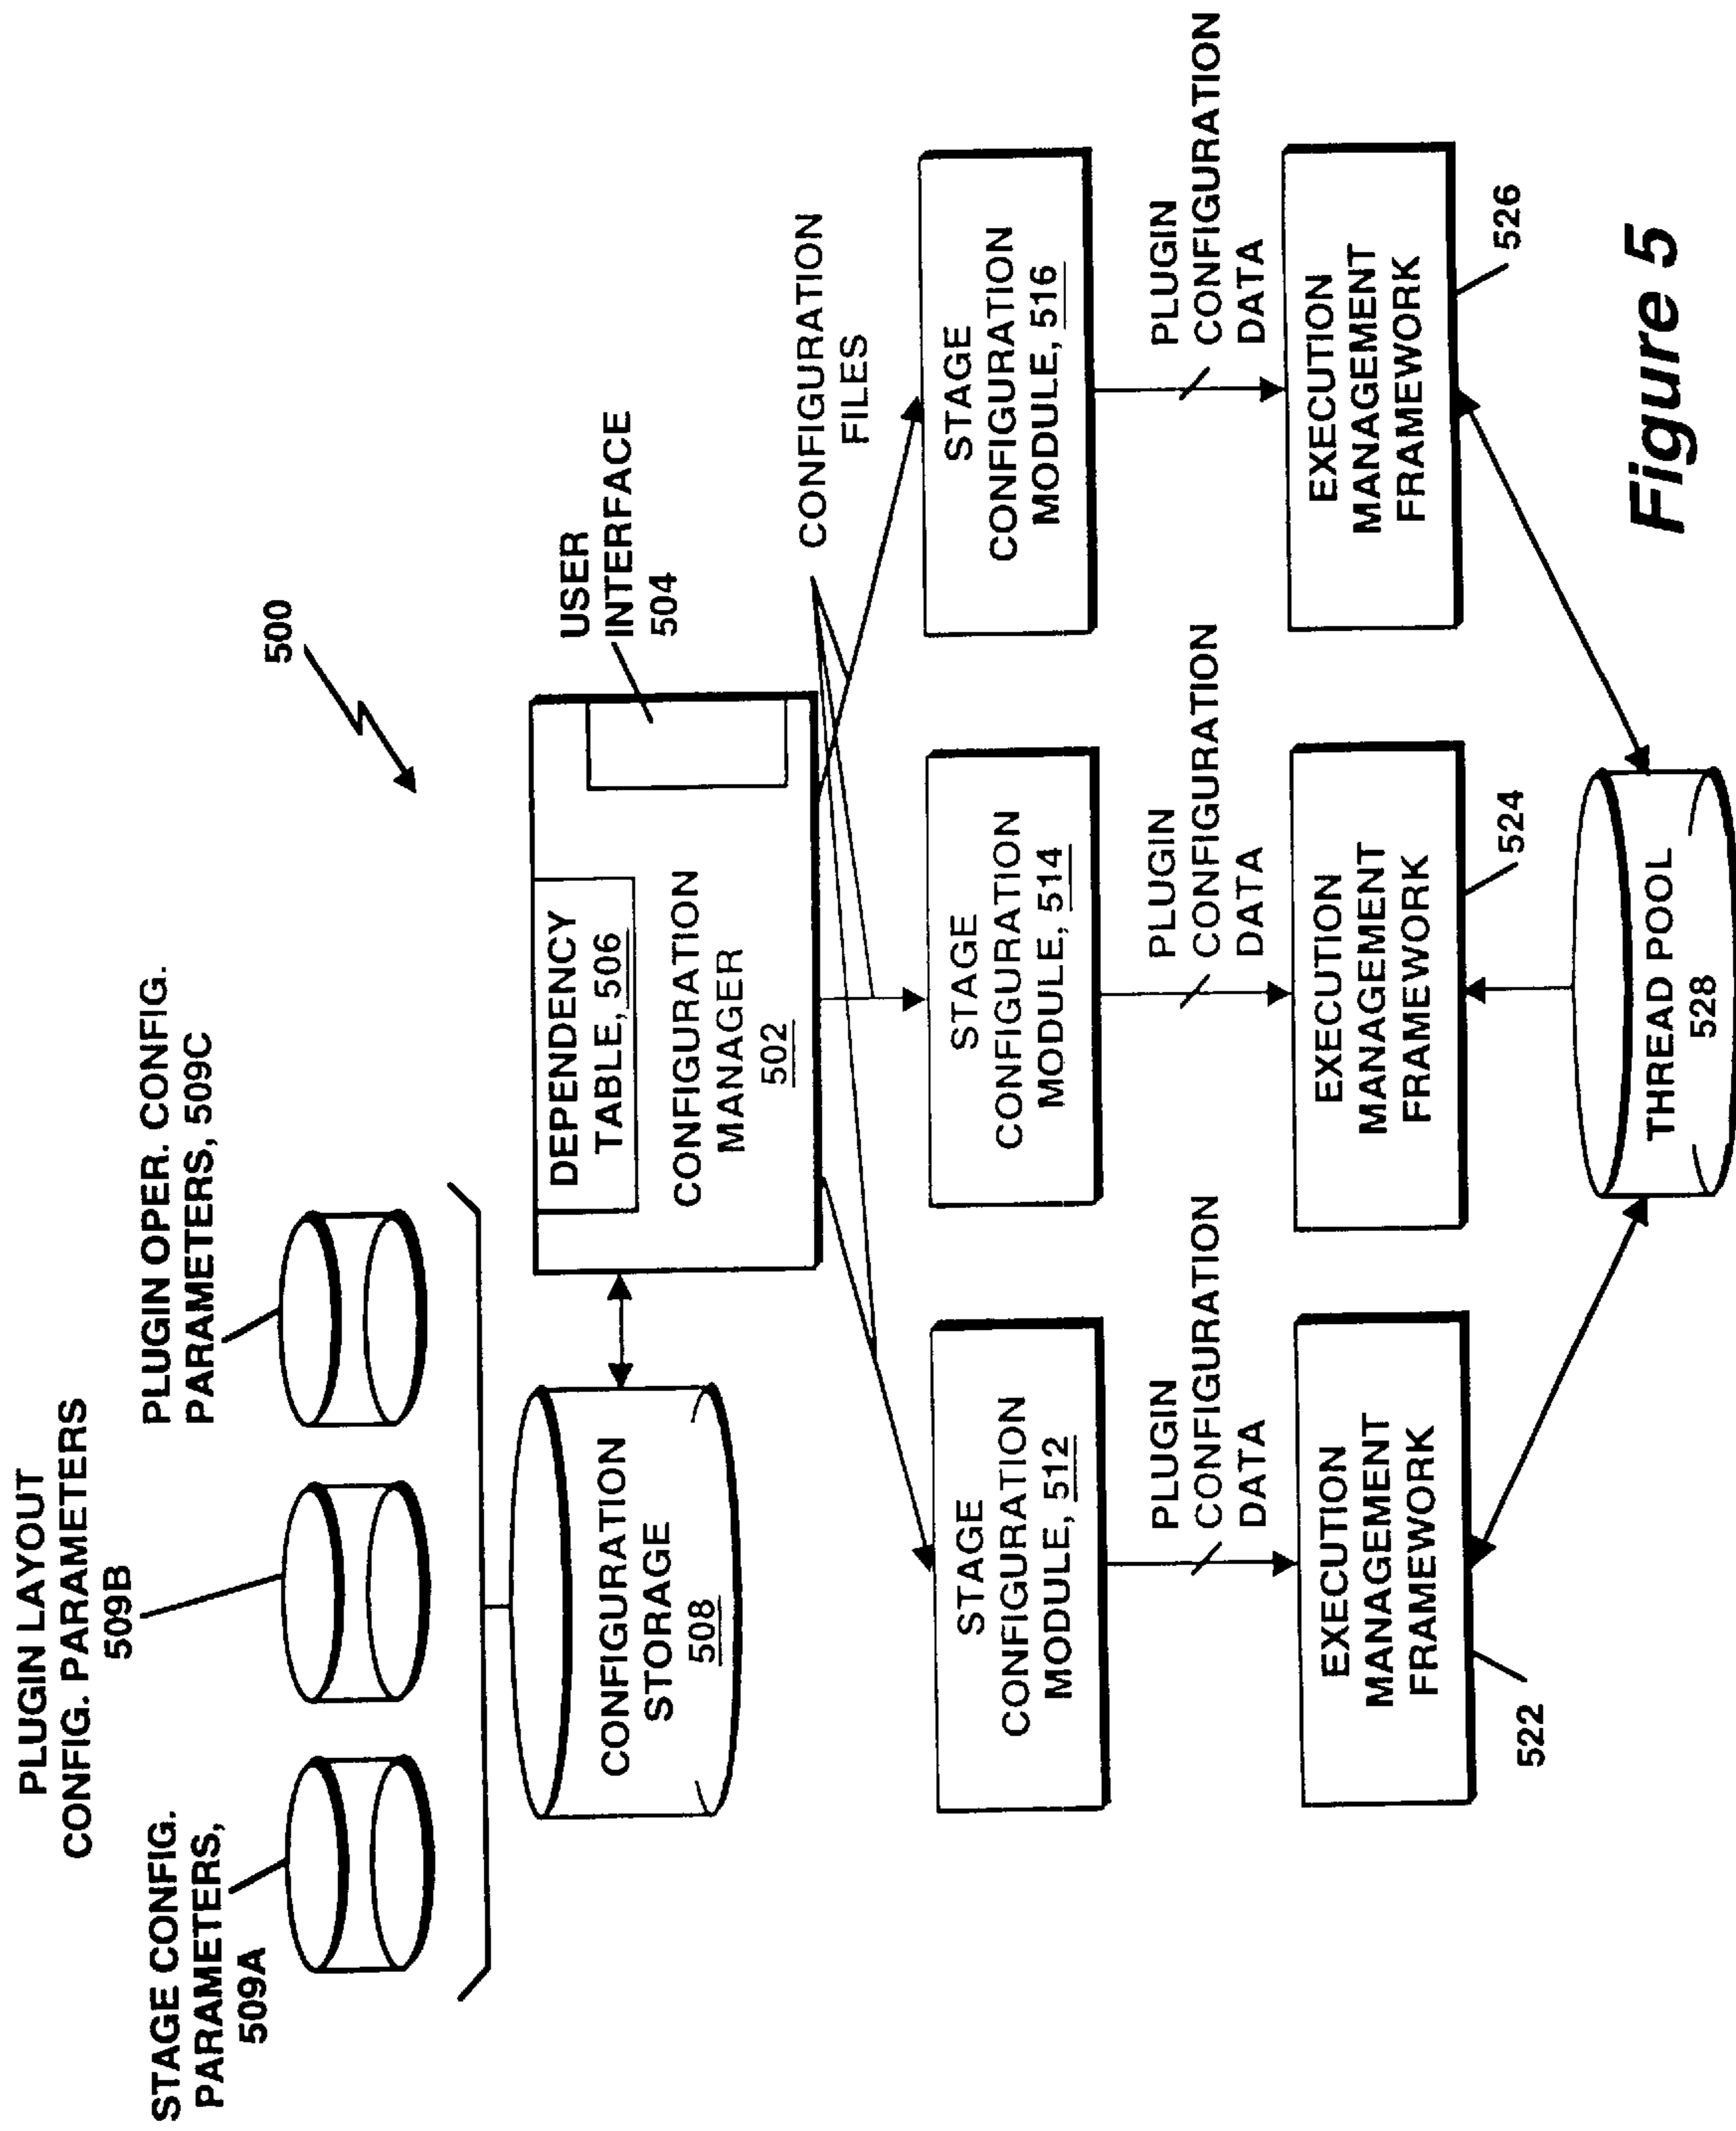 PLUGIN LAYOUT
CONFIG. PARAMETERS
509B
STAGE CONFIG.
PARAMETERS,
509A
PLUGIN OPER. CONFIG.
PARAMETERS, 509C
500
CONFIGURATION
STORAGE
508
DEPENDENCY
TABLE, 506
CONFIGURATION
MANAGER
502
USER
INTERFACE
504
CONFIGURATION
FILES
STAGE
CONFIGURATION
MODULE, 512
STAGE
CONFIGURATION
MODULE, 514
STAGE
CONFIGURATION
MODULE, 516
PLUGIN
CONFIGURATION
DATA
PLUGIN
CONFIGURATION
DATA
PLUGIN
CONFIGURATION
DATA
EXECUTION
MANAGEMENT
FRAMEWORK
522
EXECUTION
MANAGEMENT
FRAMEWORK
524
EXECUTION
MANAGEMENT
FRAMEWORK
526
THREAD POOL
528
Figure 5